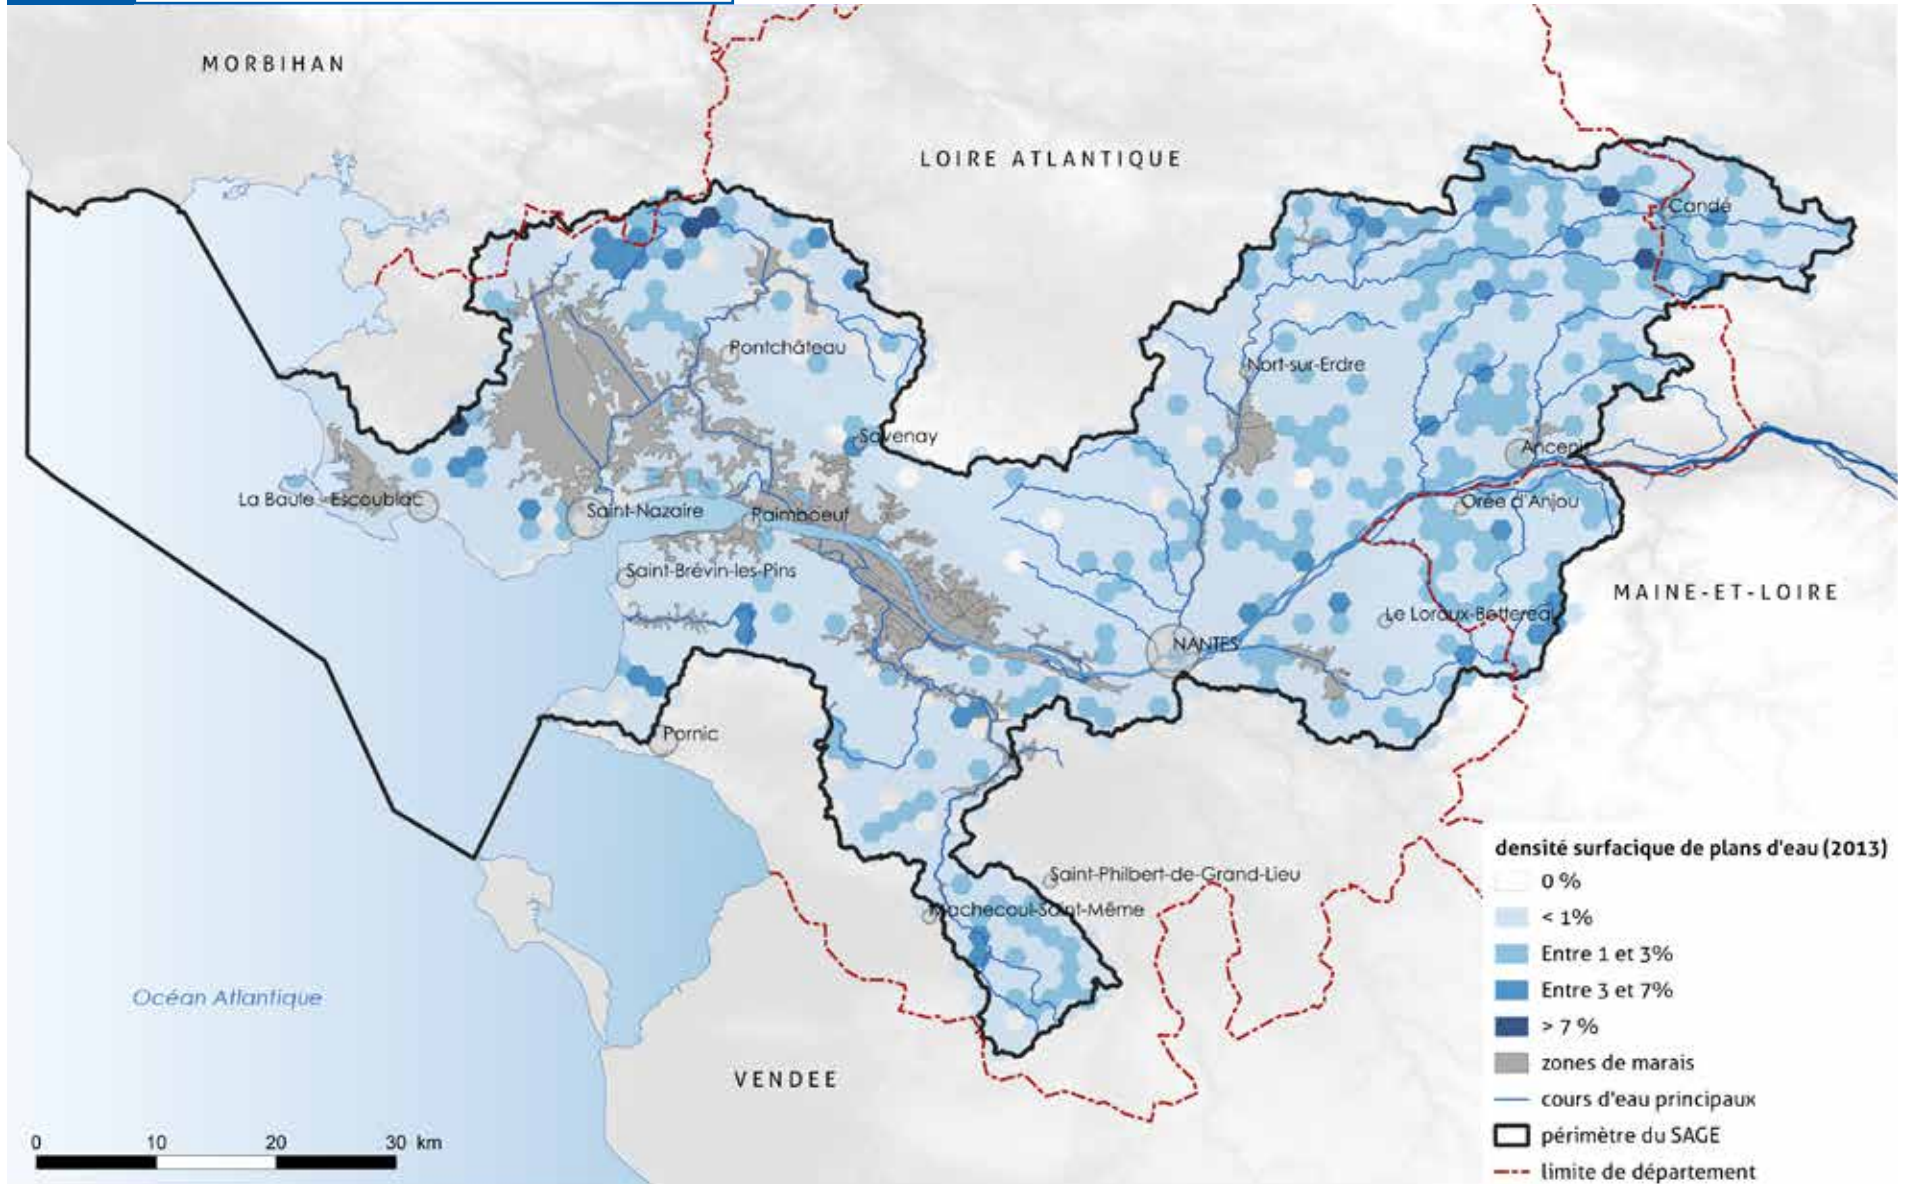 MORBIHAN
LOIRE ATLANTIQUE
Candé
Pontchâteau
Nort-sur-Erdre
Savenay
Ancenis
La Baule - Escoublac
Saint-Nazaire
Paimboeuf
Orée d'Anjou
Saint-Brévin-les-Pins
MAINE-ET-LOIRE
Le Loroux-Bottereau
NANTES
Pornic
Saint-Philbert-de-Grand-Lieu
Machecoul-Saint-Même
Océan Atlantique
VENDEE
densité surfacique de plans d'eau (2013)
0 %
< 1%
Entre 1 et 3%
Entre 3 et 7%
> 7 %
zones de marais
cours d'eau principaux
périmètre du SAGE
limite de département
0 10 20 30 km